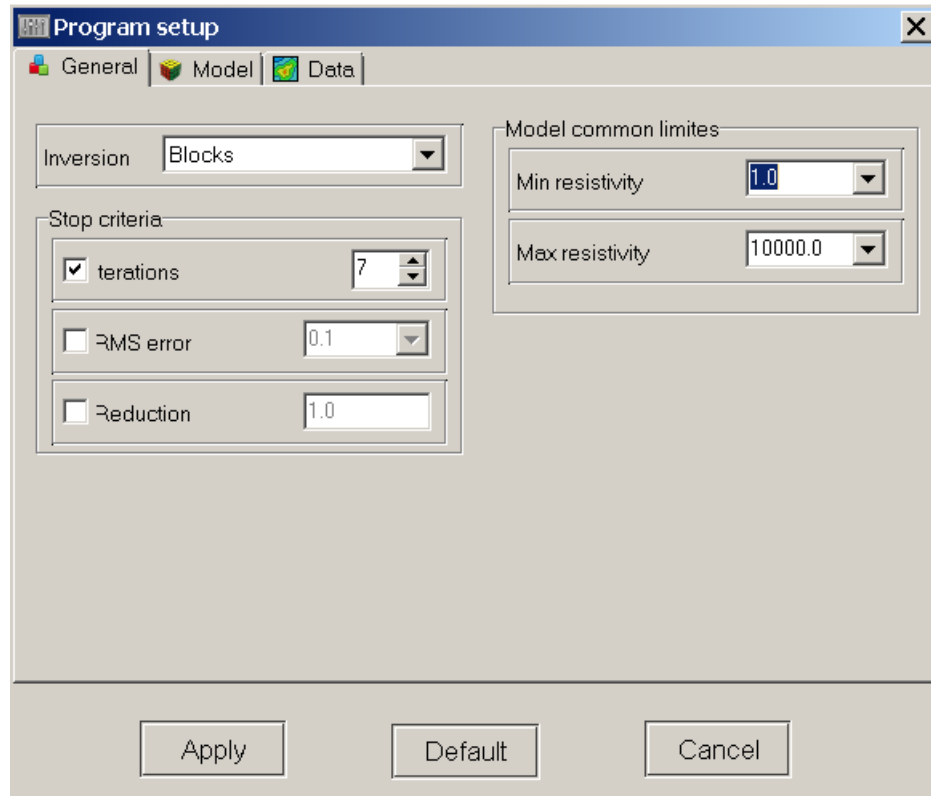 Program setup
General Model Data
Inversion Blocks
Stop criteria
terations 7
RMS error 0.1
Reduction 1.0
Model common limites
Min resistivity 1.0
Max resistivity 10000.0
Apply Default Cancel